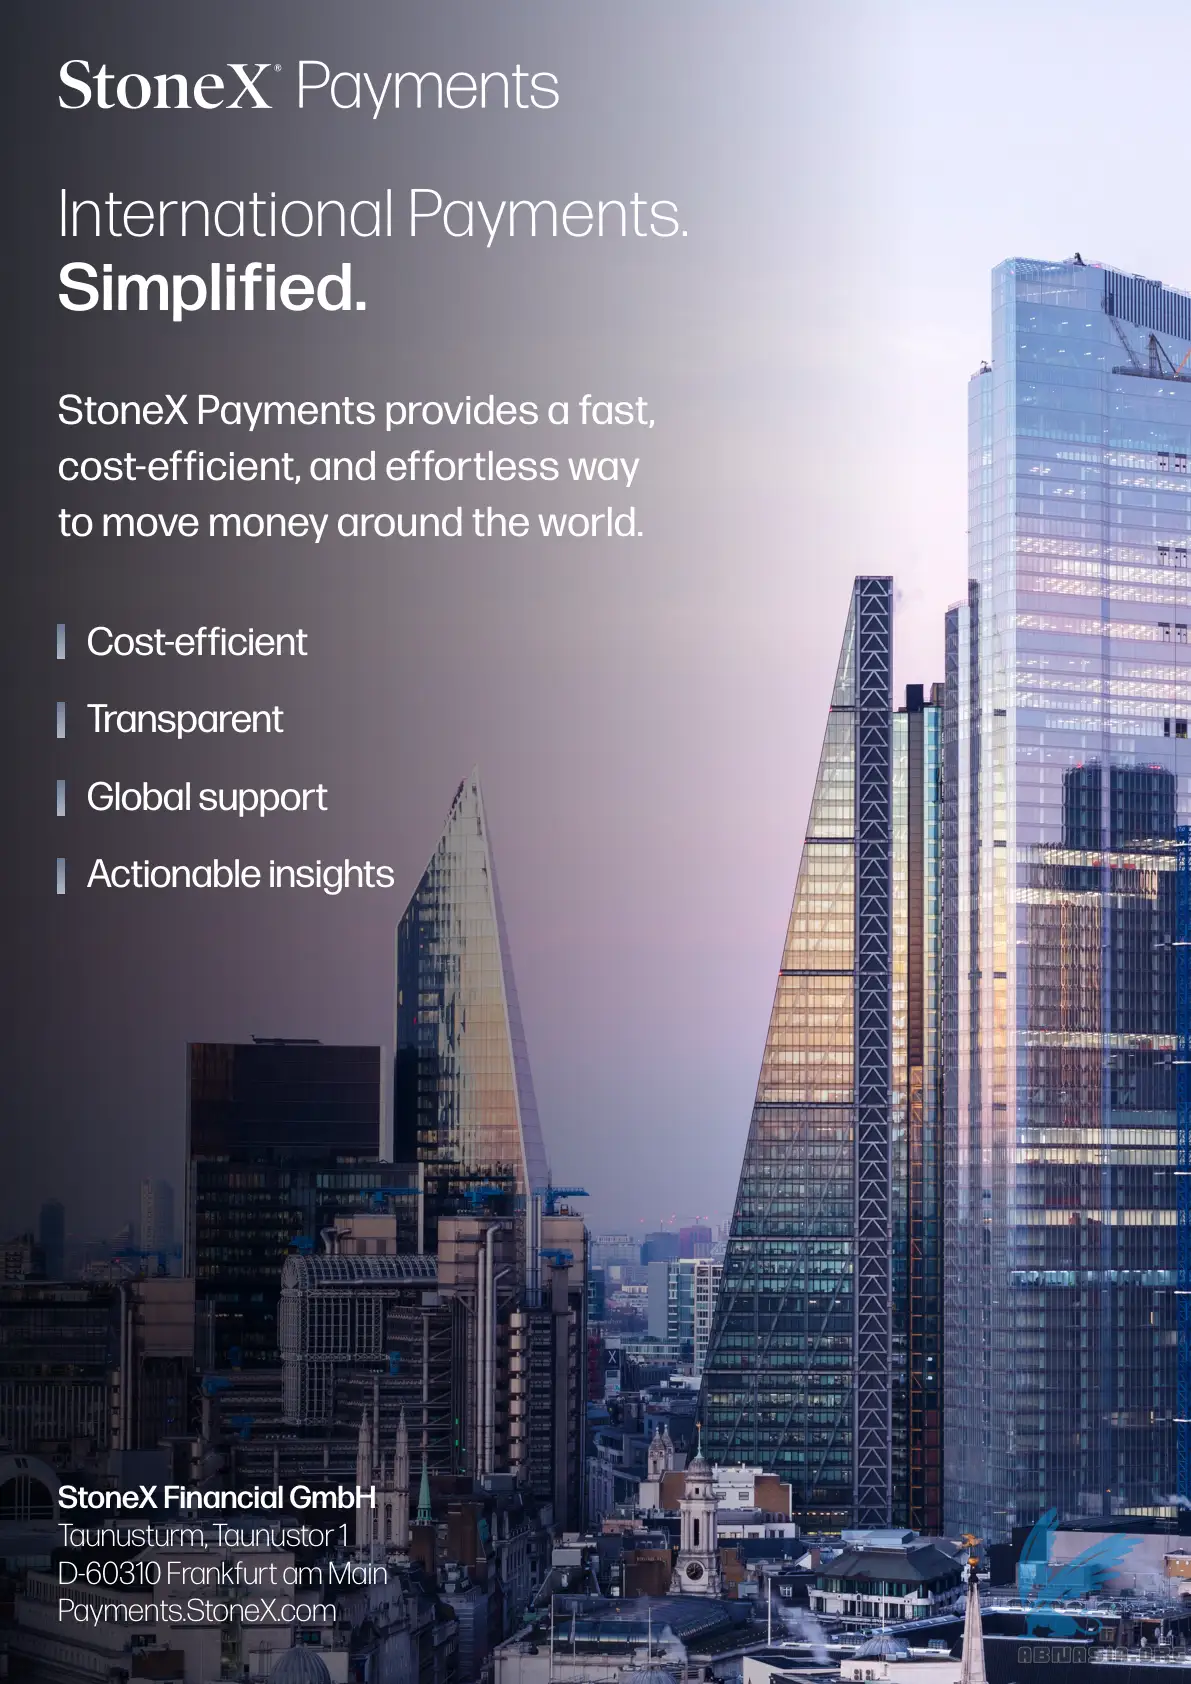 StoneX® Payments
International Payments.
Simplified.
StoneX Payments provides a fast,
cost-efficient, and effortless way
to move money around the world.
Cost-efficient
Transparent
Global support
Actionable insights
X
StoneX Financial GmbH
Taunusturm, Taunustor 1
D-60310 Frankfurt am Main
Payments.StoneX.com
ABNASIA.ORG